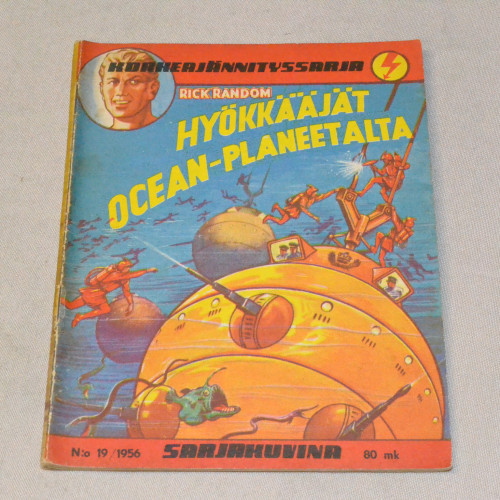 KORKEAJÄNNITYSSARJA
RICK RANDOM
HYÖKKÄÄJÄT
OCEAN-PLANEETALTA
N:o 19/1956
SARJAKUVINA
80 mk